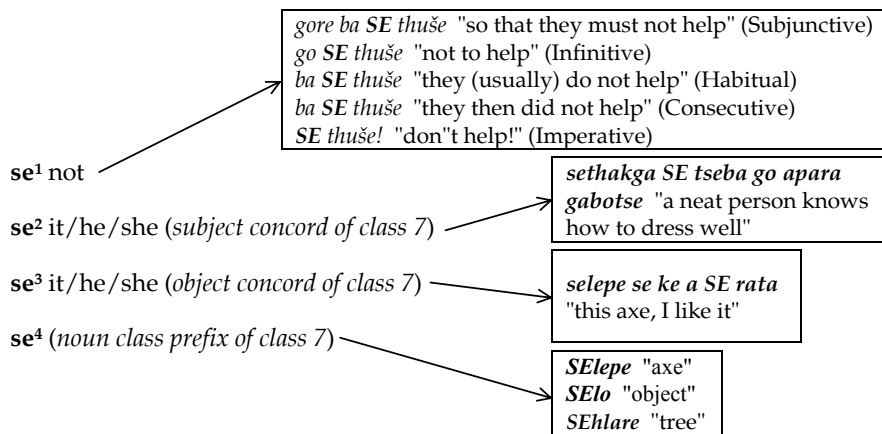 gore ba SE thuše "so that they must not help" (Subjunctive)
go SE thuše "not to help" (Infinitive)
ba SE thuše "they (usually) do not help" (Habitual)
ba SE thuše "they then did not help" (Consecutive)
SE thuše! "don"t help!" (Imperative)
se¹ not
sethakga SE tseba go apara
gabotse "a neat person knows
how to dress well"
se² it/he/she (subject concord of class 7)
se³ it/he/she (object concord of class 7)
selepe se ke a SE rata
"this axe, I like it"
se⁴ (noun class prefix of class 7)
SElepe "axe"
SElo "object"
SEhlare "tree"